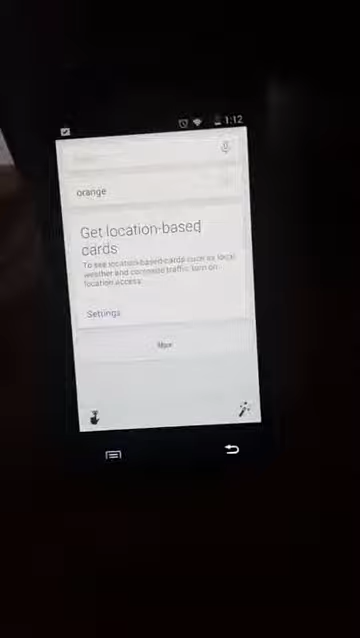 1:12
orange
Get location-based
cards
To see location-based cards such as local
weather and commute traffic, turn on
location access.
Settings
More